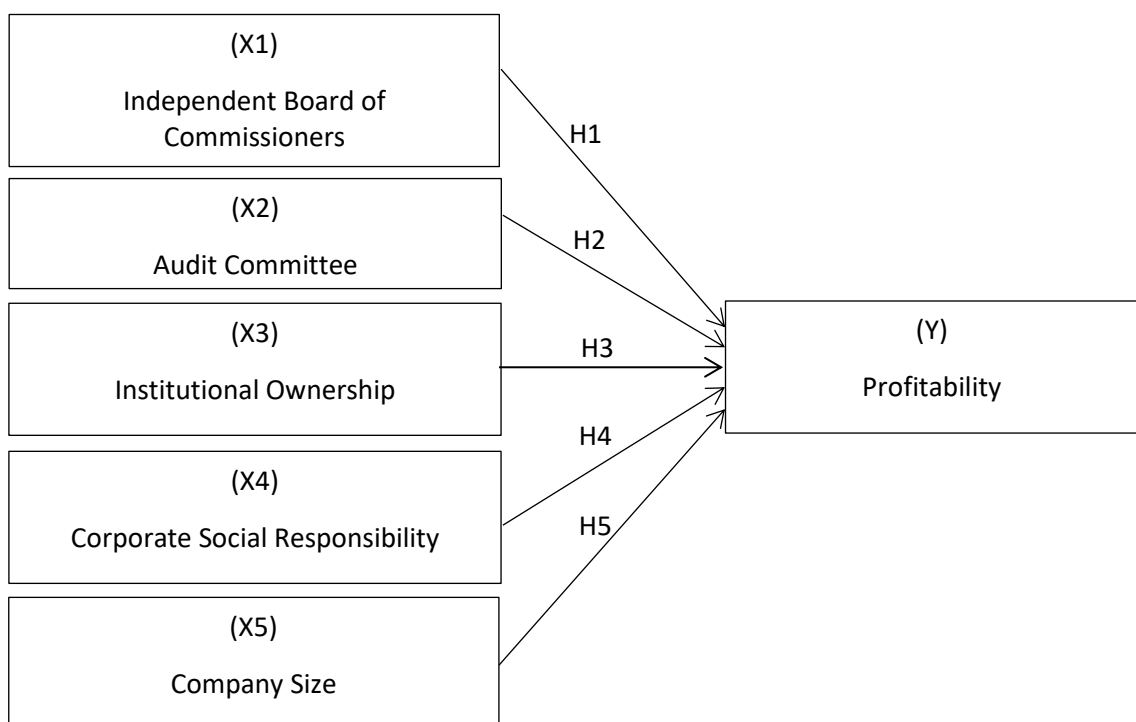 (X1)
Independent Board of
Commissioners
H1
(X2)
Audit Committee
H2
(X3)
Institutional Ownership
H3
(Y)
Profitability
(X4)
Corporate Social Responsibility
H4
H5
(X5)
Company Size